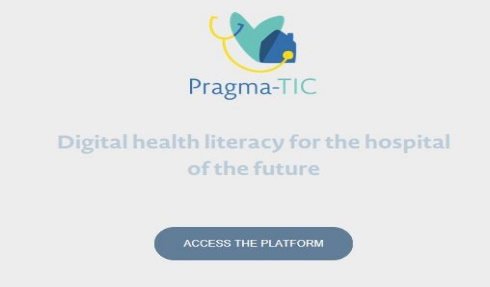 Pragma-TIC
Digital health literacy for the hospital
of the future
ACCESS THE PLATFORM